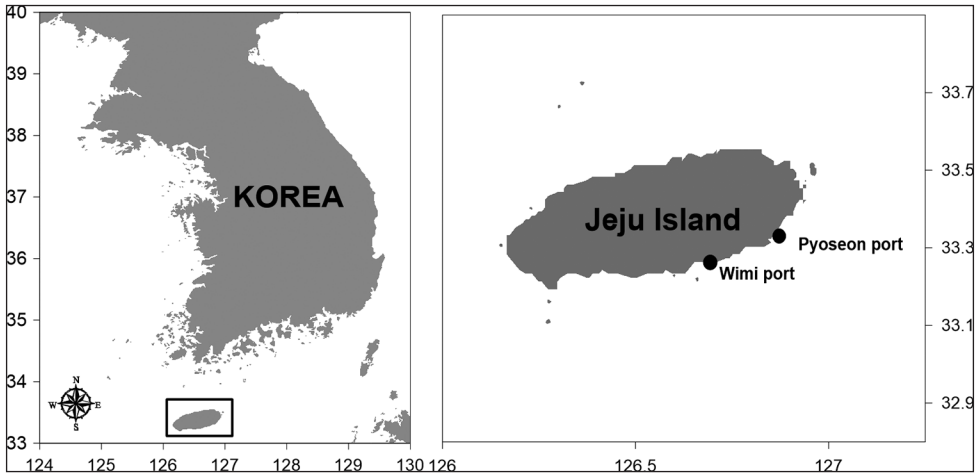 40
39
38
37
36
35
34
33
124 125 126 127 128 129 130
KOREA
N
W E
S
33.7
33.5
33.3
33.1
32.9
126 126.5 127
Jeju Island
Pyoseon port
Wimi port